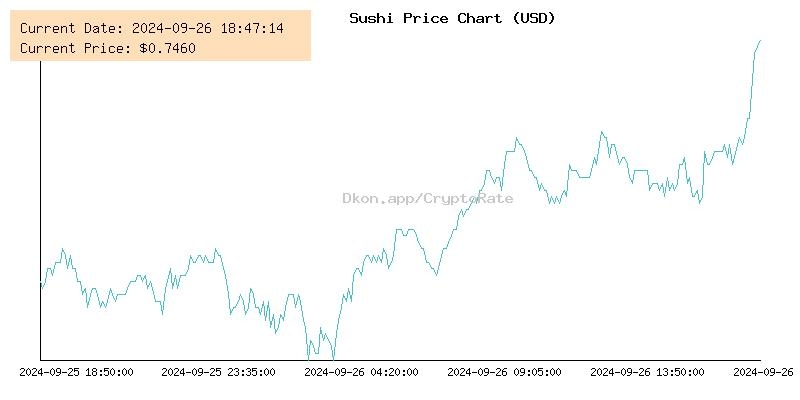 Sushi Price Chart (USD)
Current Date: 2024-09-26 18:47:14
Current Price: $0.7460
Dkon.app/CryptoRate
2024-09-25 18:50:00
2024-09-25 23:35:00
2024-09-26 04:20:00
2024-09-26 09:05:00
2024-09-26 13:50:00
2024-09-26